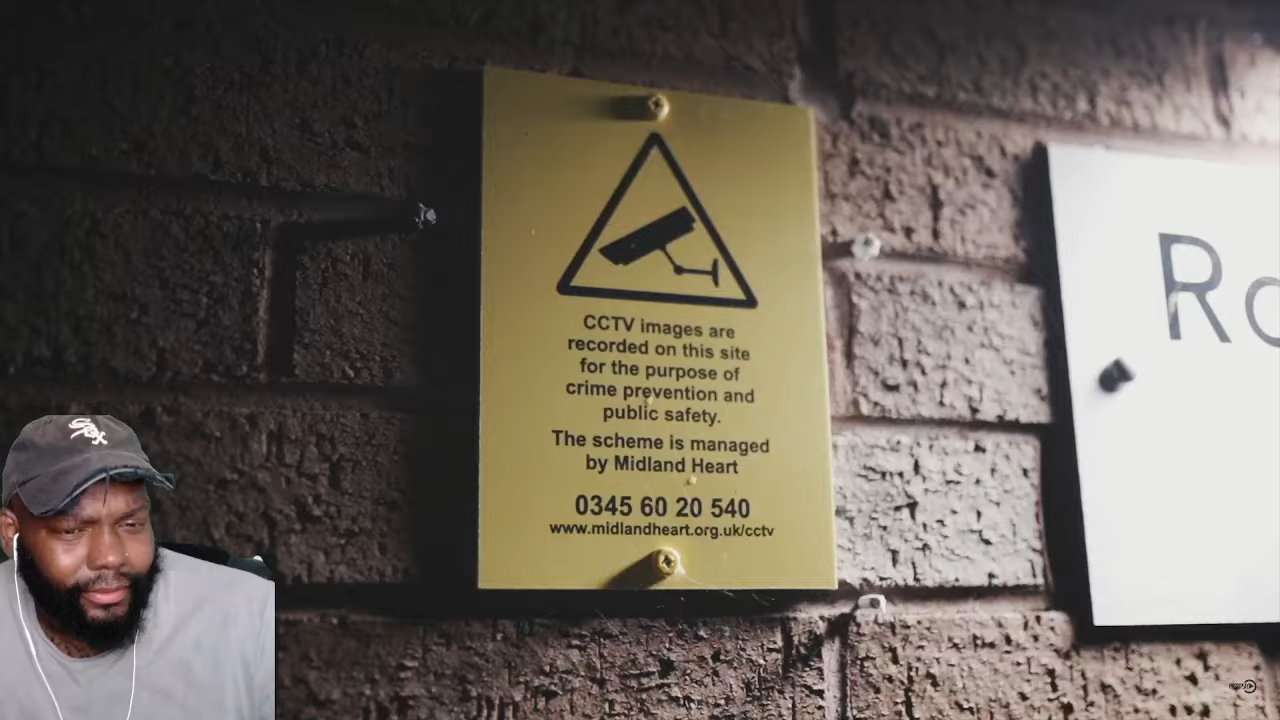 CCTV images are
recorded on this site
for the purpose of
crime prevention and
public safety.
The scheme is managed
by Midland Heart
0345 60 20 540
www.midlandheart.org.uk/cctv